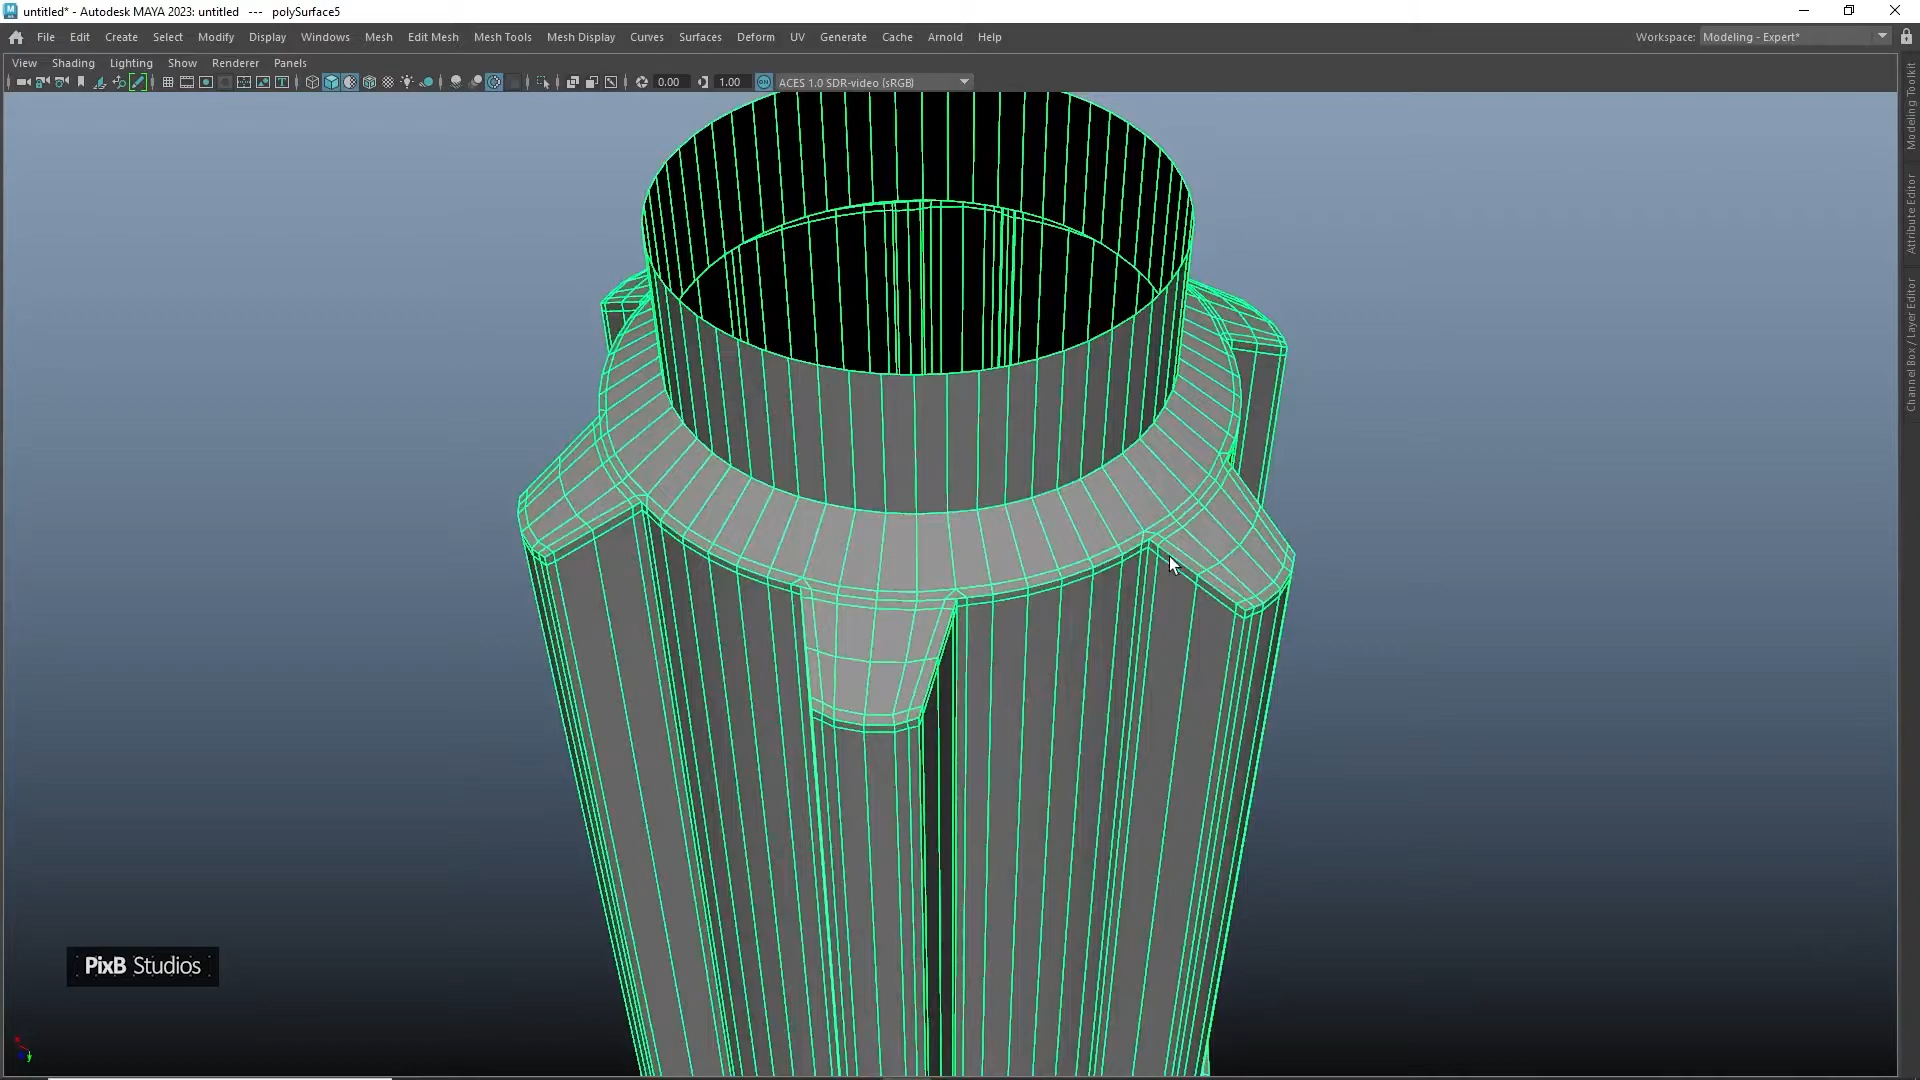 untitled* - Autodesk MAYA 2023: untitled --- polySurface5
File Edit Create Select Modify Display Windows Mesh Edit Mesh Mesh Tools Mesh Display Curves Surfaces Deform UV Generate Cache Arnold Help Workspace: Modeling - Expert*
View Shading Lighting Show Renderer Panels
0.00 1.00 ACES 1.0 SDR-video (sRGB)
Modeling Toolkit
Attribute Editor
Channel Box / Layer Editor
PixB Studios